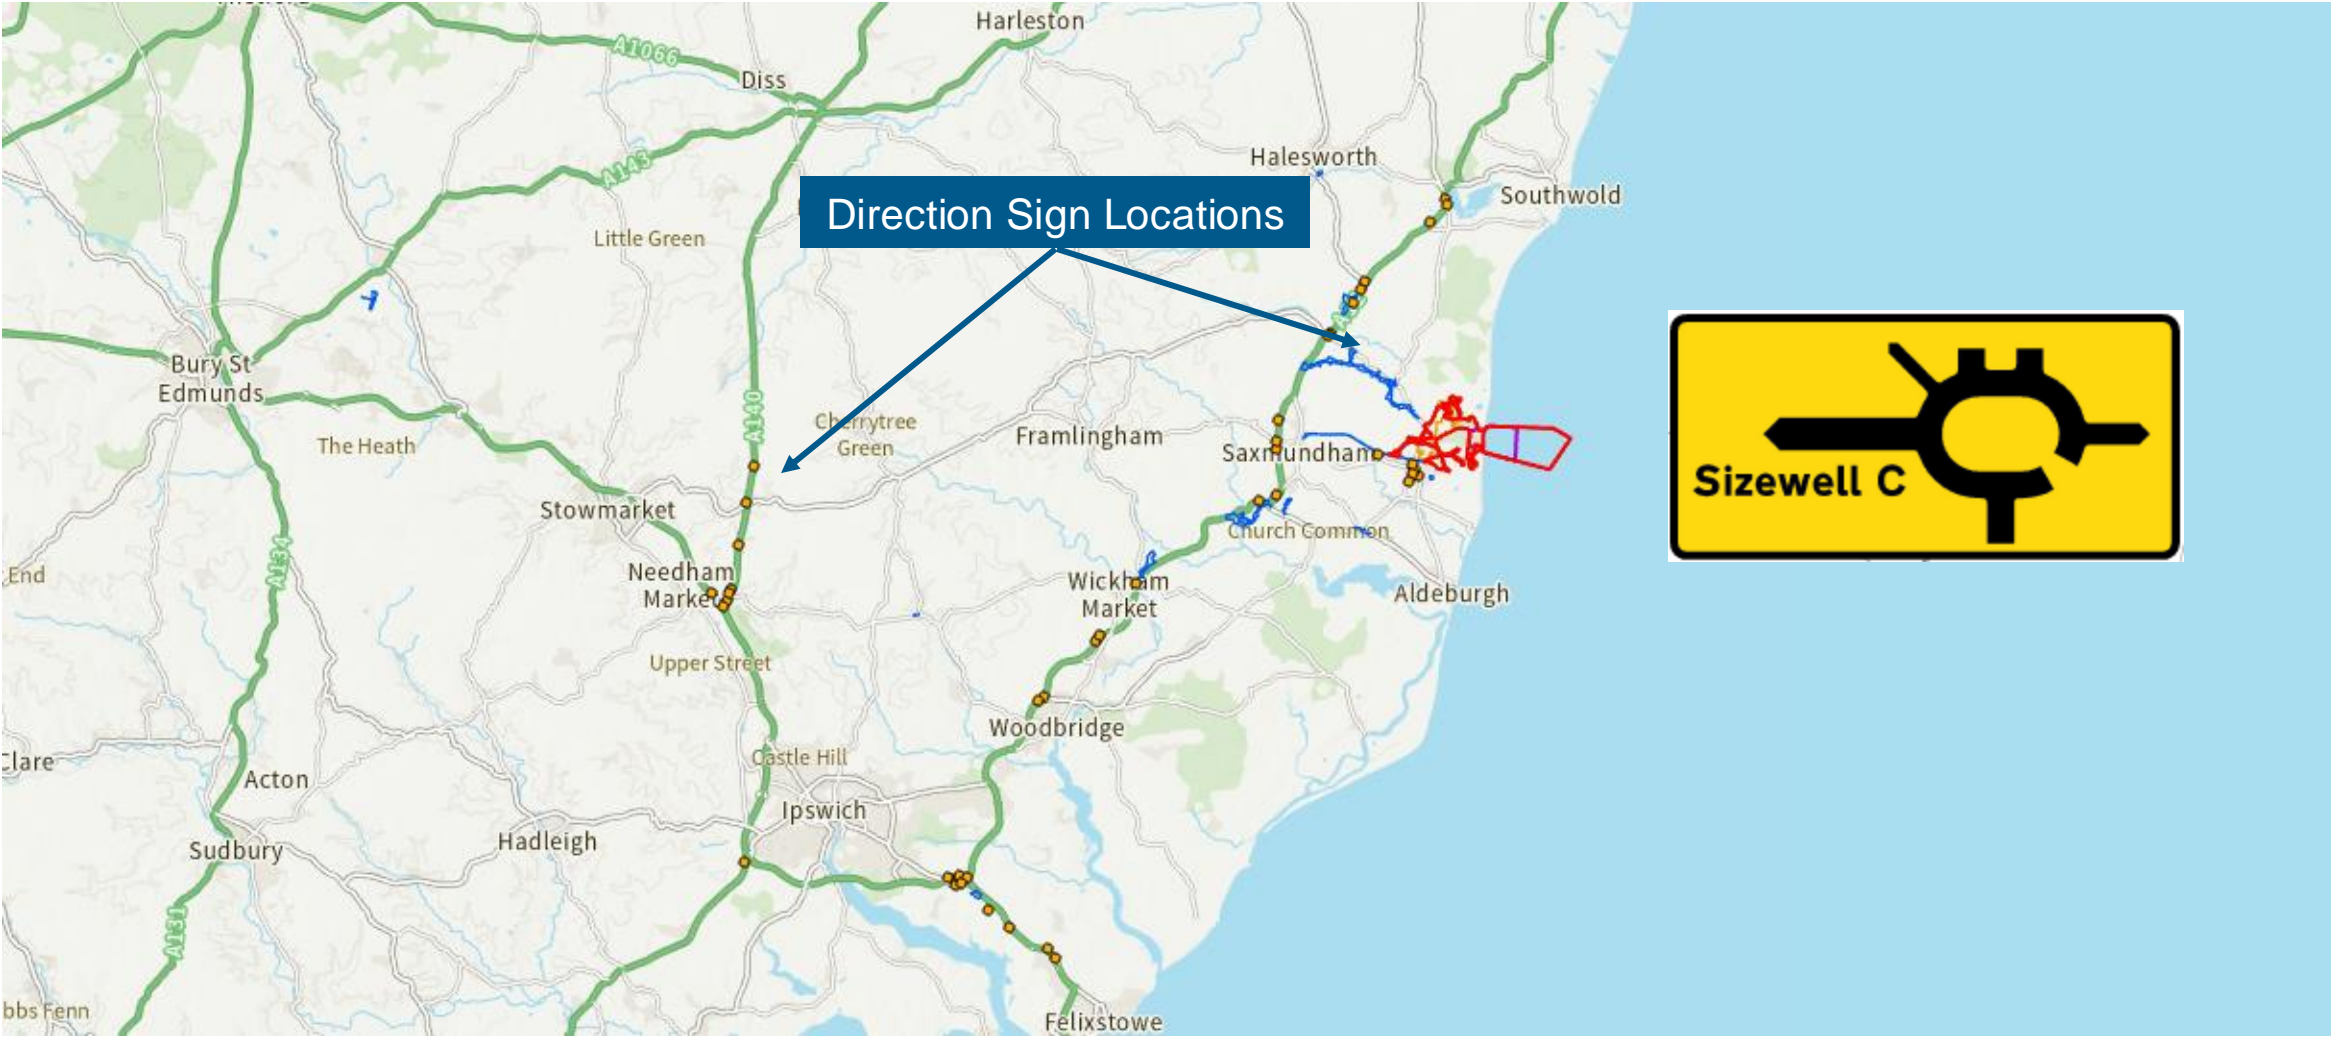 Harleston
A1066
Diss
Halesworth
A143
Southwold
Direction Sign Locations
Little Green
Bury St
Edmunds
A140
Cherrytree
Green
The Heath
Framlingham
Saxmundham
Sizewell C
Stowmarket
Church Common
A134
End
Needham
Market
Wickham
Market
Aldeburgh
Upper Street
Woodbridge
Clare
Castle Hill
Acton
Ipswich
Hadleigh
Sudbury
A131
bbs Fenn
Felixstowe